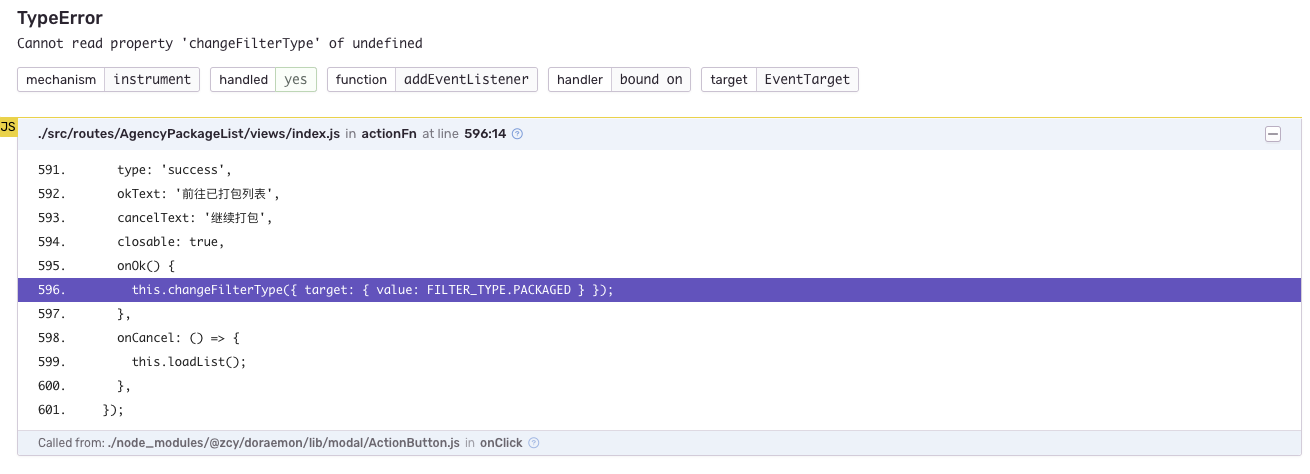 TypeError
Cannot read property 'changeFilterType' of undefined
mechanism instrument handled yes function addEventListener handler bound on target EventTarget
JS ./src/routes/AgencyPackageList/views/index.js in actionFn at line 596:14 ?
591. type: 'success',
592. okText: '前往已打包列表',
593. cancelText: '继续打包',
594. closable: true,
595. onOk() {
596. this.changeFilterType({ target: { value: FILTER_TYPE.PACKAGED } });
597. },
598. onCancel: () => {
599. this.loadList();
600. },
601. });
Called from: ./node_modules/@zcy/doraemon/lib/modal/ActionButton.js in onClick ?